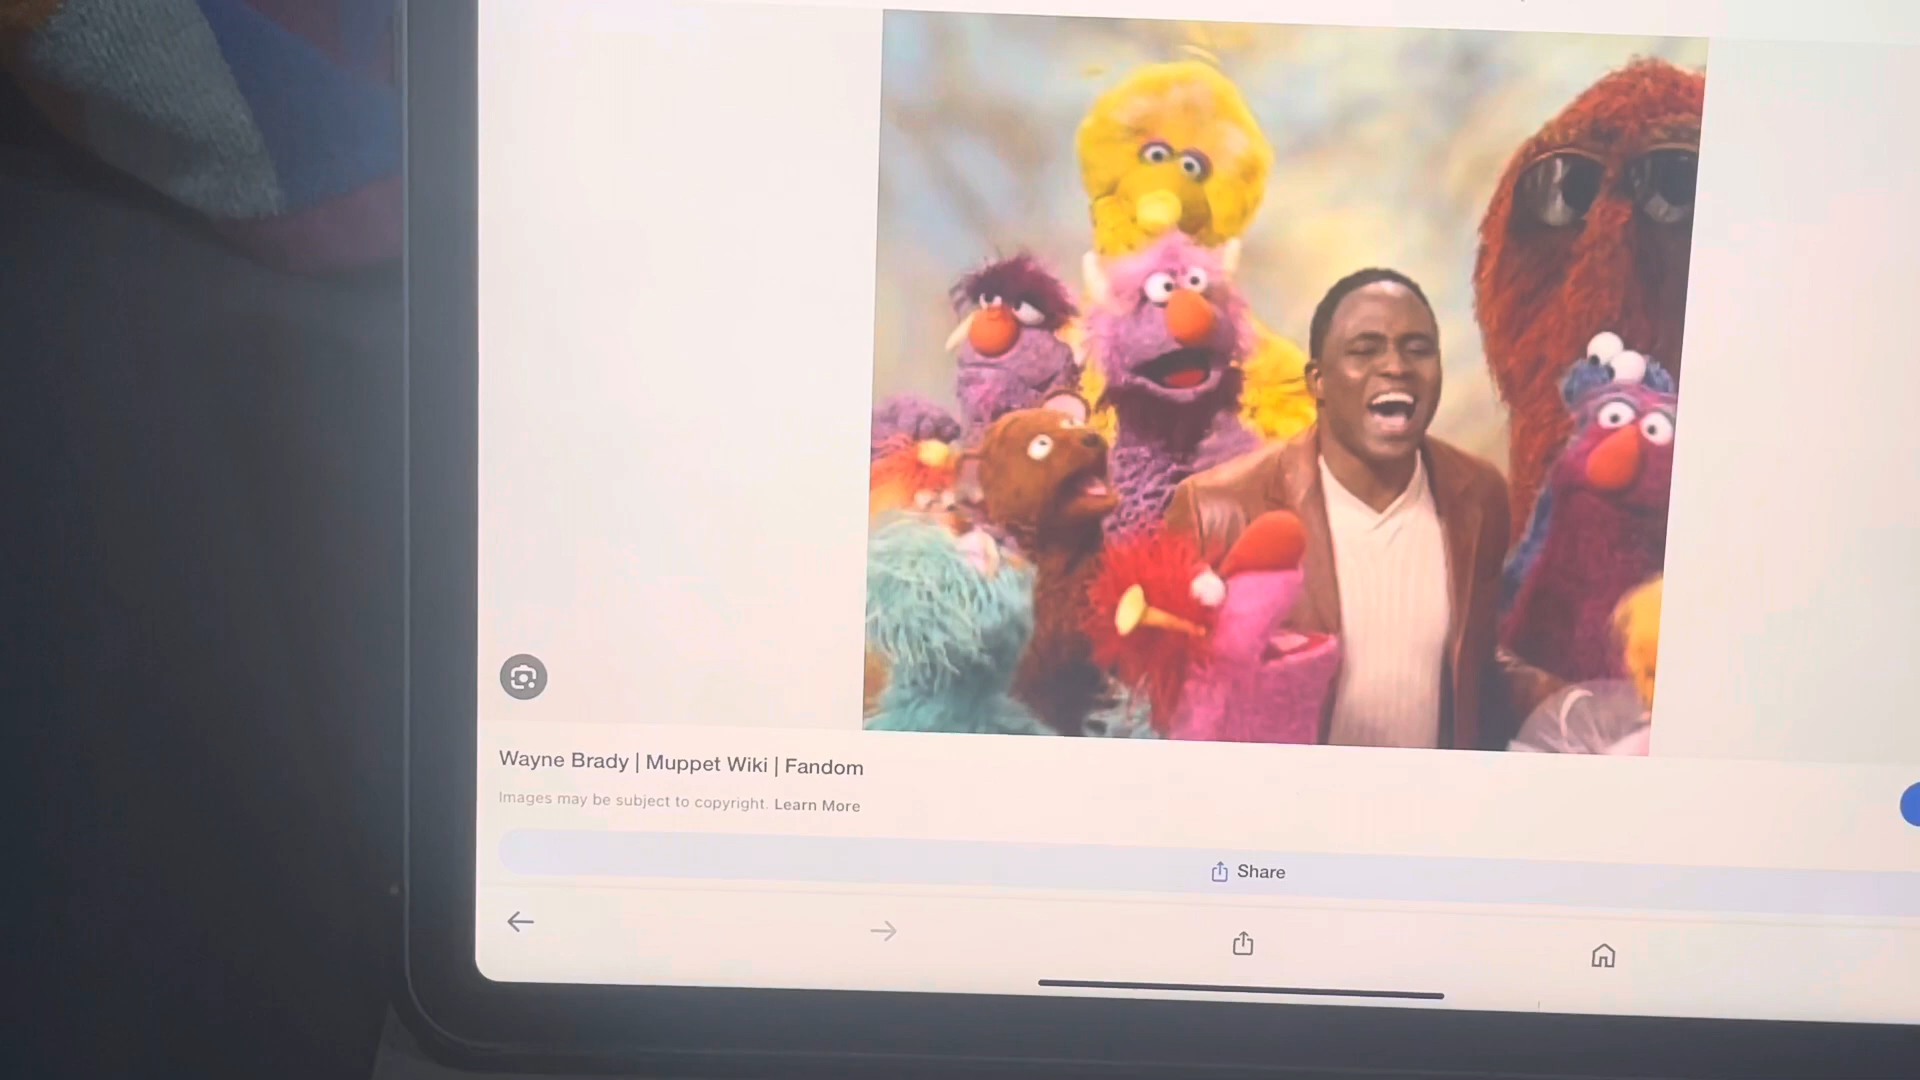 Wayne Brady | Muppet Wiki | Fandom
Images may be subject to copyright. Learn More
Share